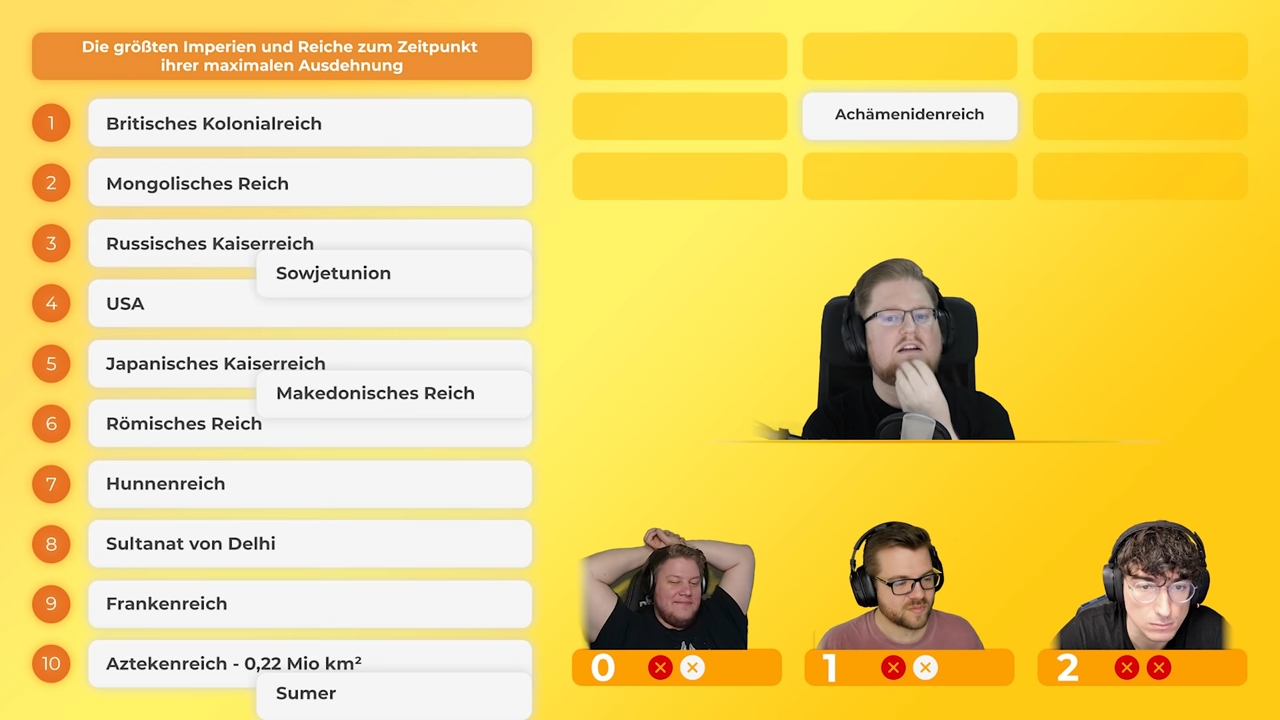 Die größten Imperien und Reiche zum Zeitpunkt
ihrer maximalen Ausdehnung
1 Britisches Kolonialreich
2 Mongolisches Reich
3 Russisches Kaiserreich
Sowjetunion
4 USA
5 Japanisches Kaiserreich
Makedonisches Reich
6 Römisches Reich
7 Hunnenreich
8 Sultanat von Delhi
9 Frankenreich
10 Aztekenreich - 0,22 Mio km²
Sumer
Achämenidenreich
0
1
2